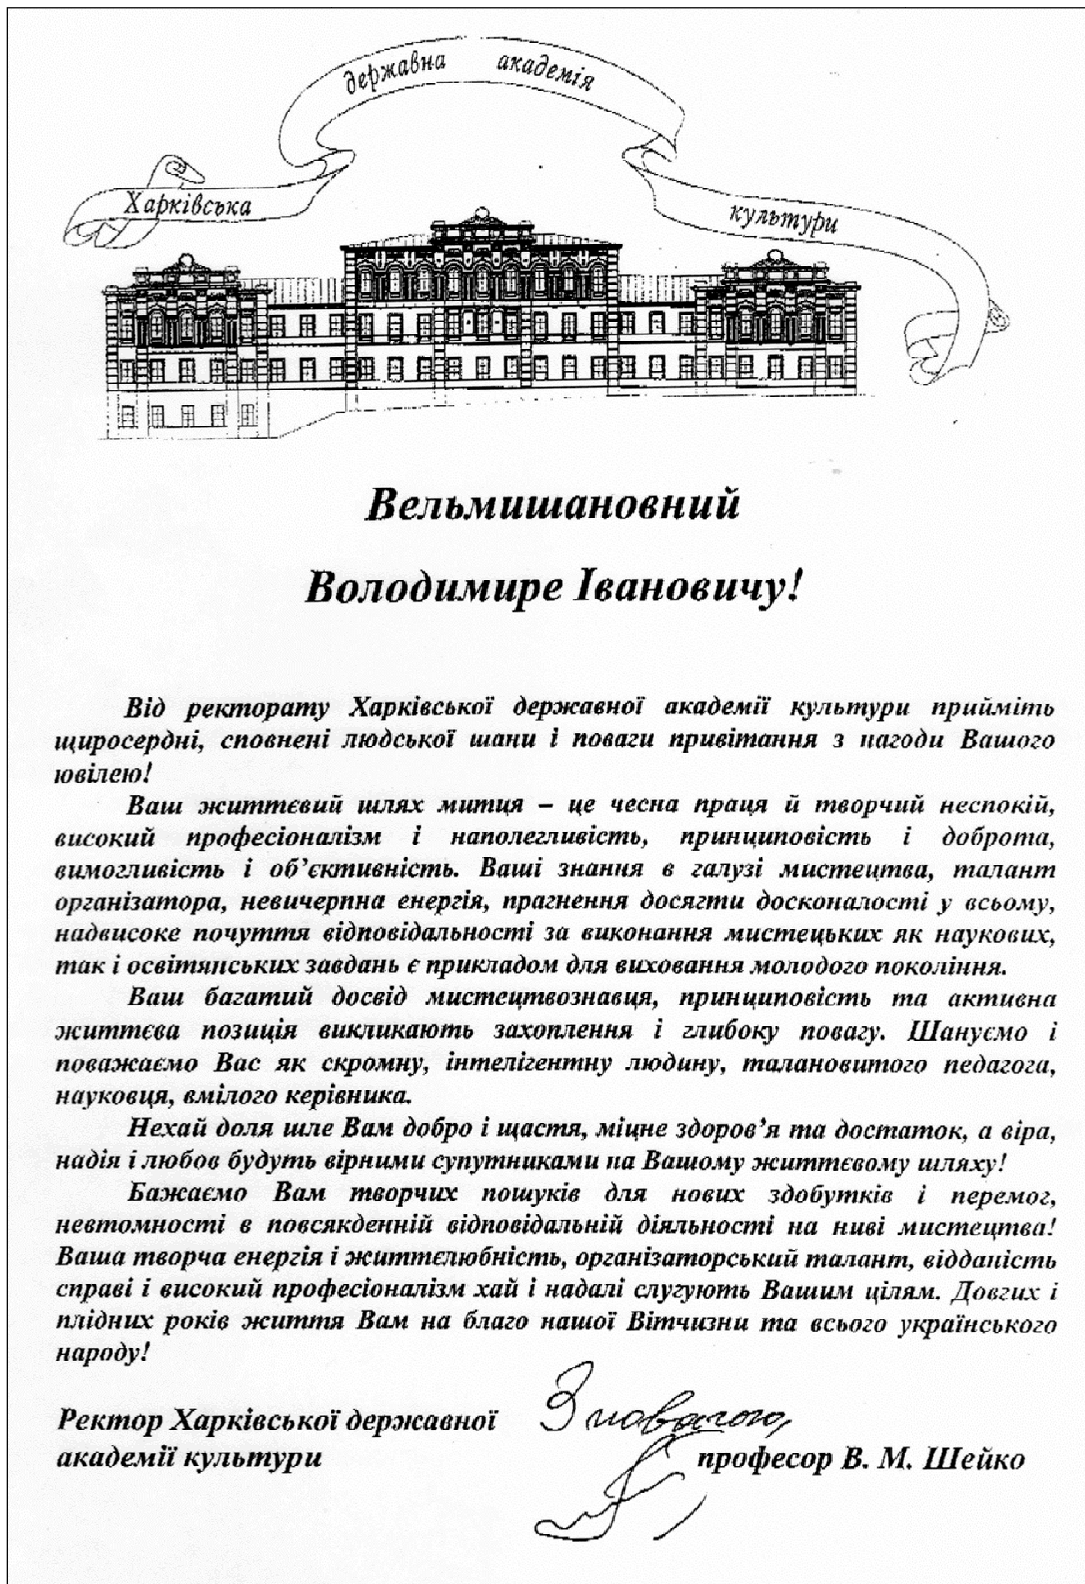 Харківська державна академія культури
Вельмишановний
Володимире Івановичу!
Від ректорату Харківської державної академії культури прийміть
щиросердні, сповнені людської шани і поваги привітання з нагоди Вашого
ювілею!
Ваш життєвий шлях митця – це чесна праця й творчий неспокій,
високий професіоналізм і наполегливість, принциповість і доброта,
вимогливість і об’єктивність. Ваші знання в галузі мистецтва, талант
організатора, невичерпна енергія, прагнення досягти досконалості у всьому,
надвисоке почуття відповідальності за виконання мистецьких як наукових,
так і освітянських завдань є прикладом для виховання молодого покоління.
Ваш багатий досвід мистецтвознавця, принциповість та активна
життєва позиція викликають захоплення і глибоку повагу. Шануємо і
поважаємо Вас як скромну, інтелігентну людину, талановитого педагога,
науковця, вмілого керівника.
Нехай доля шле Вам добро і щастя, міцне здоров’я та достаток, а віра,
надія і любов будуть вірними супутниками на Вашому життєвому шляху!
Бажаємо Вам творчих пошуків для нових здобутків і перемог,
невтомності в повсякденній відповідальній діяльності на ниві мистецтва!
Ваша творча енергія і життєлюбність, організаторський талант, відданість
справі і високий професіоналізм хай і надалі слугують Вашим цілям. Довгих і
плідних років життя Вам на благо нашої Вітчизни та всього українського
народу!
З повагою,
Ректор Харківської державної
академії культури професор В. М. Шейко